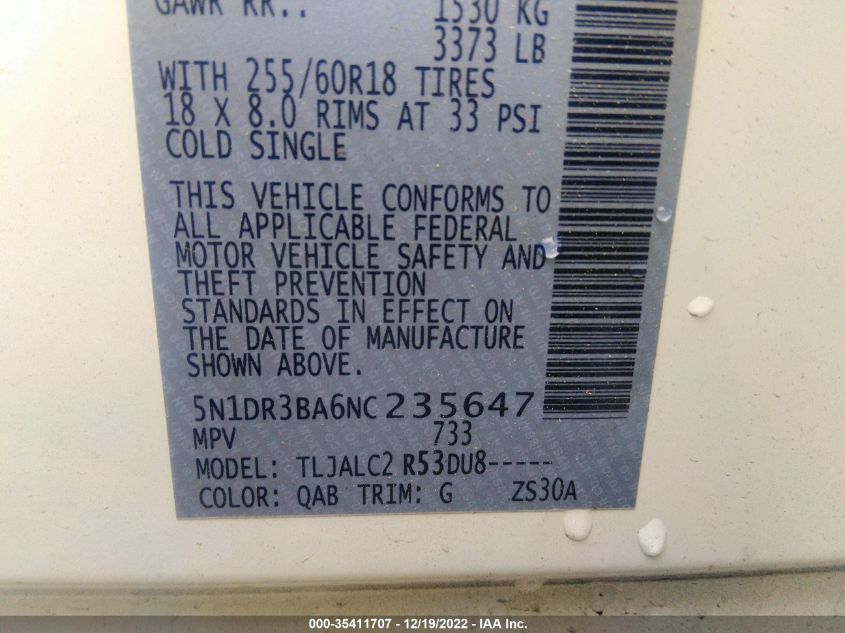 GAWR RR.. 1530 KG
3373 LB
WITH 255/60R18 TIRES
18 X 8.0 RIMS AT 33 PSI
COLD SINGLE
THIS VEHICLE CONFORMS TO
ALL APPLICABLE FEDERAL
MOTOR VEHICLE SAFETY AND
THEFT PREVENTION
STANDARDS IN EFFECT ON
THE DATE OF MANUFACTURE
SHOWN ABOVE.
5N1DR3BA6NC235647
MPV 733
MODEL: TLJALC2 R53DU8-----
COLOR: QAB TRIM: G ZS30A
000-35411707 - 12/19/2022 - IAA Inc.